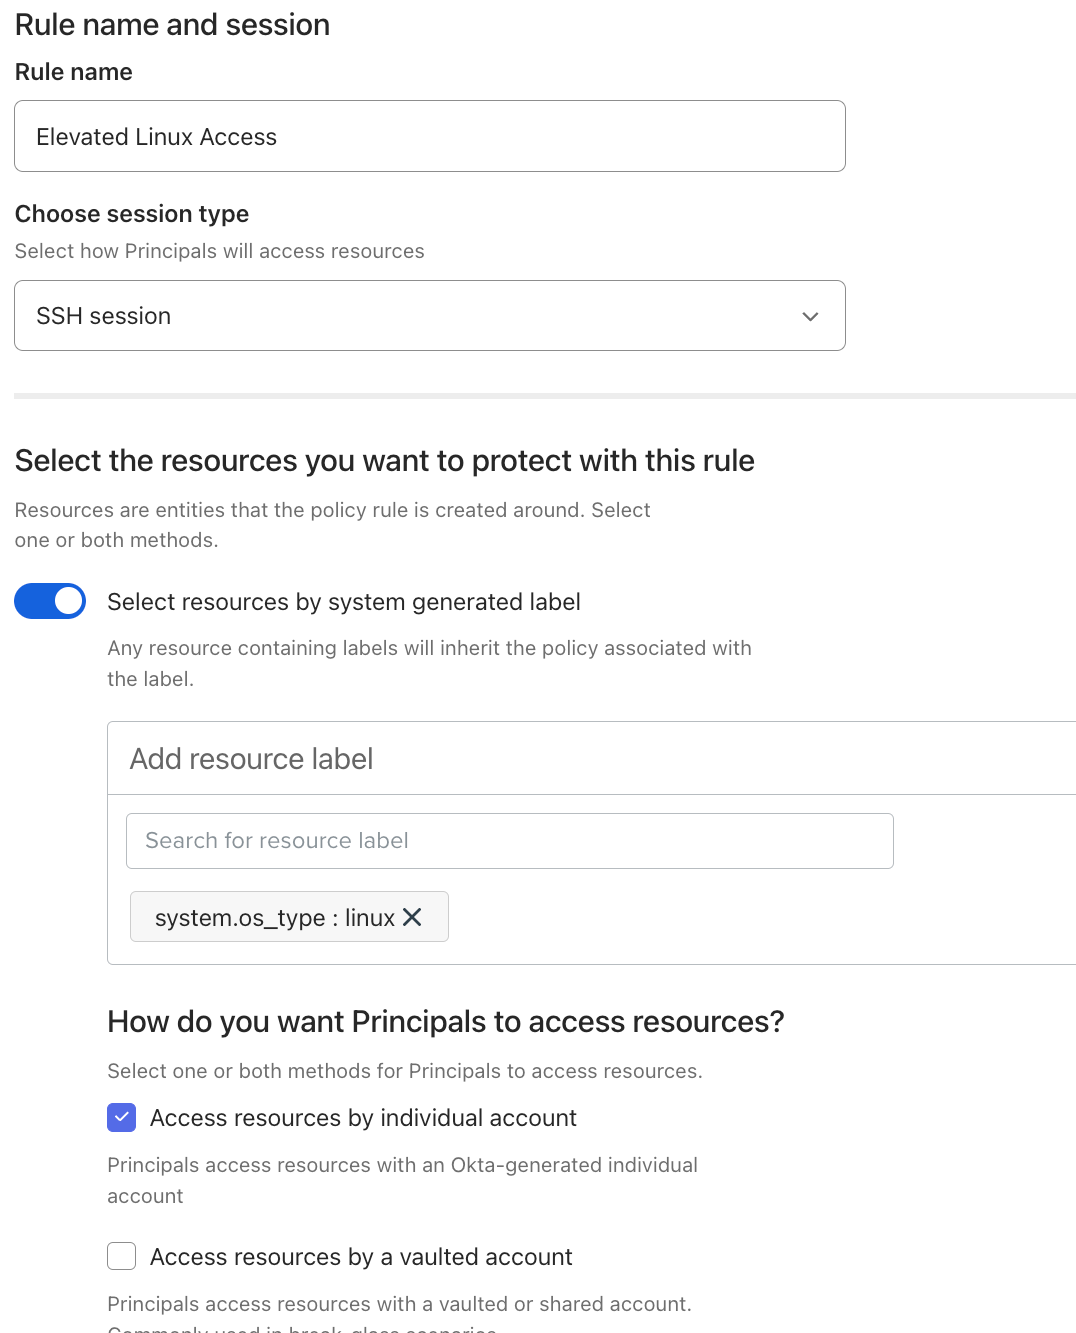 Rule name and session
Rule name
Elevated Linux Access
Choose session type
Select how Principals will access resources
SSH session
Select the resources you want to protect with this rule
Resources are entities that the policy rule is created around. Select
one or both methods.
Select resources by system generated label
Any resource containing labels will inherit the policy associated with
the label.
Add resource label
Search for resource label
system.os_type : linux
How do you want Principals to access resources?
Select one or both methods for Principals to access resources.
Access resources by individual account
Principals access resources with an Okta-generated individual
account
Access resources by a vaulted account
Principals access resources with a vaulted or shared account.
Commonly used in break-glass scenarios.